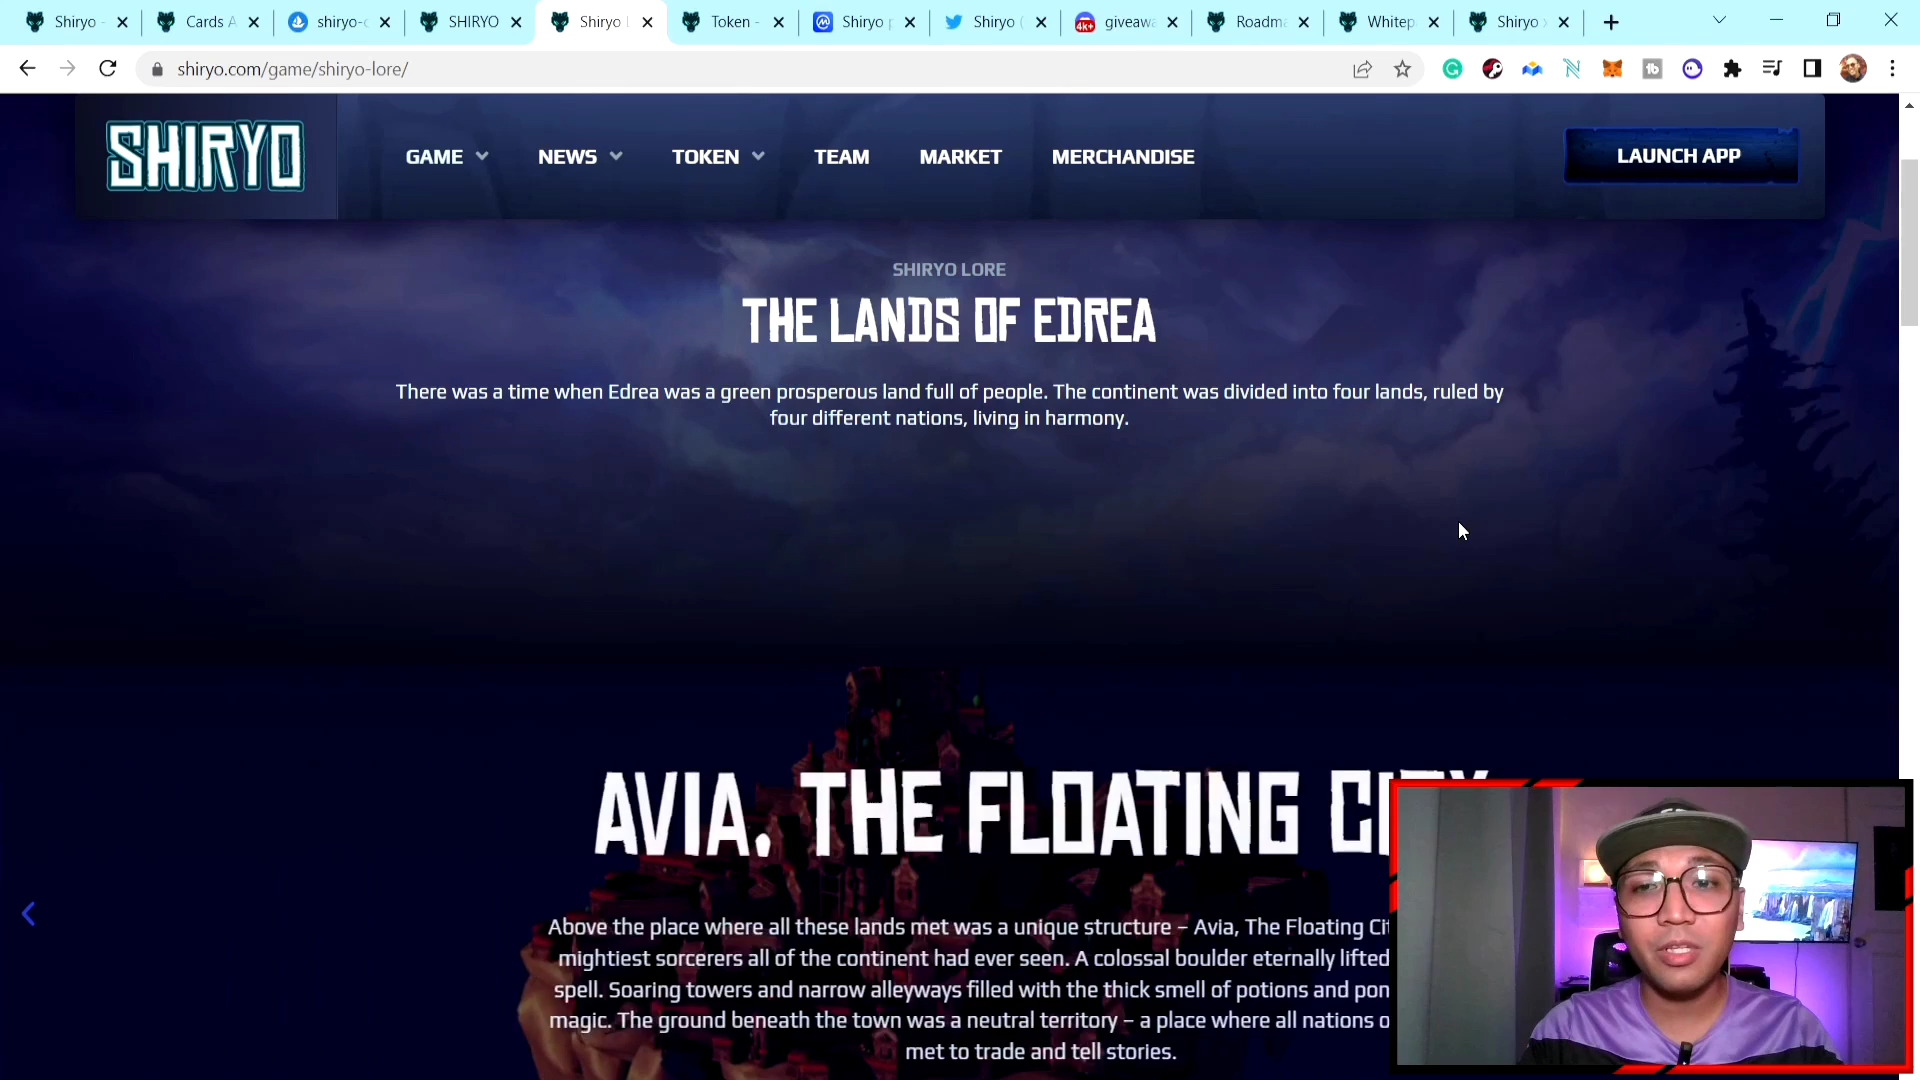 Shiryo -
Cards A
shiryo-c
SHIRYO
Shiryo
Token -
Shiryo p
Shiryo (
4k+
giveawa
Roadma
Whitep
Shiryo x
shiryo.com/game/shiryo-lore/
SHIRYO
GAME
NEWS
TOKEN
TEAM
MARKET
MERCHANDISE
LAUNCH APP
SHIRYO LORE
THE LANDS OF EDREA
There was a time when Edrea was a green prosperous land full of people. The continent was divided into four lands, ruled by
four different nations, living in harmony.
AVIA, THE FLOATING
Above the place where all these lands met was a unique structure – Avia, The Floating Cit
mightiest sorcerers all of the continent had ever seen. A colossal boulder eternally lifted
spell. Soaring towers and narrow alleyways filled with the thick smell of potions and
magic. The ground beneath the town was a neutral territory – a place where all nations
met to trade and tell stories.